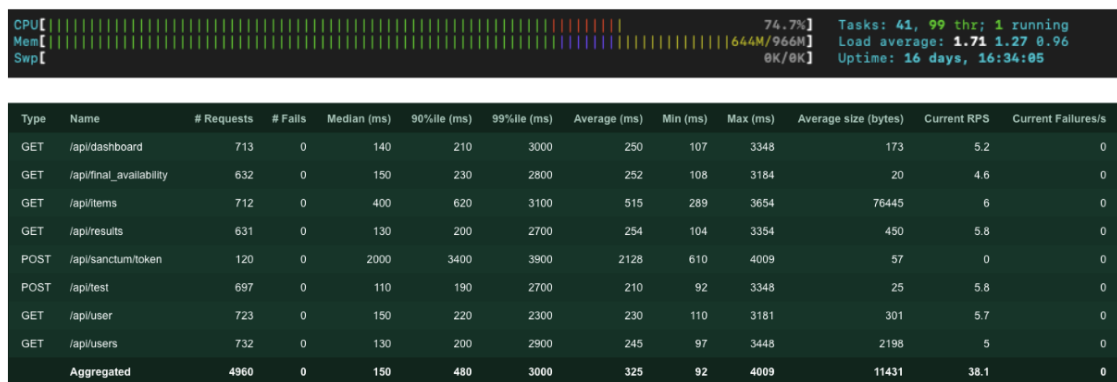 CPU[ 74.7%] Tasks: 41, 99 thr; 1 running
Mem[ 644M/966M] Load average: 1.71 1.27 0.96
Swp[ 0K/0K] Uptime: 16 days, 16:34:05
Type Name # Requests # Fails Median (ms) 90%ile (ms) 99%ile (ms) Average (ms) Min (ms) Max (ms) Average size (bytes) Current RPS Current Failures/s
GET /api/dashboard 713 0 140 210 3000 250 107 3348 173 5.2 0
GET /api/final_availability 632 0 150 230 2800 252 108 3184 20 4.6 0
GET /api/items 712 0 400 620 3100 515 289 3654 76445 6 0
GET /api/results 631 0 130 200 2700 254 104 3354 450 5.8 0
POST /api/sanctum/token 120 0 2000 3400 3900 2128 610 4009 57 0 0
POST /api/test 697 0 110 190 2700 210 92 3348 25 5.8 0
GET /api/user 723 0 150 220 2300 230 110 3181 301 5.7 0
GET /api/users 732 0 130 200 2900 245 97 3448 2198 5 0
Aggregated 4960 0 150 480 3000 325 92 4009 11431 38.1 0